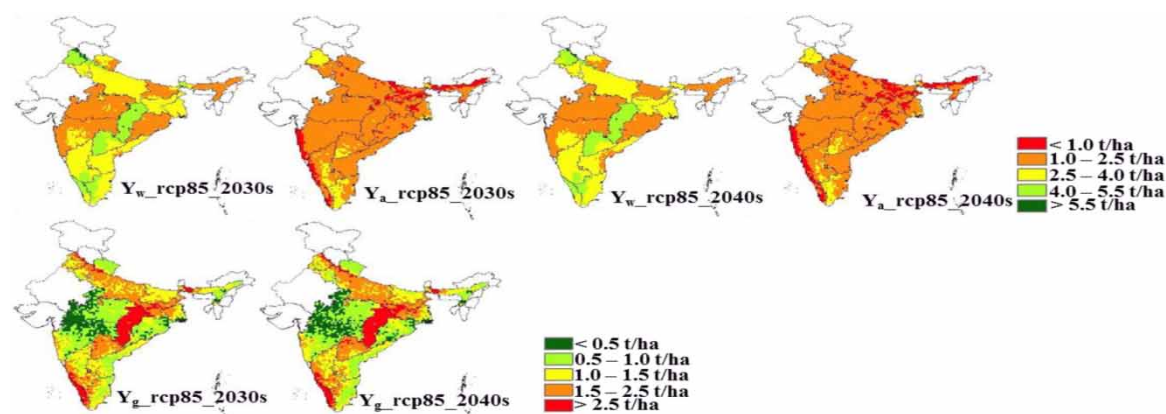 Yw_rcp85_2030s
Ya_rcp85_2030s
Yw_rcp85_2040s
Ya_rcp85_2040s
< 1.0 t/ha
1.0 – 2.5 t/ha
2.5 – 4.0 t/ha
4.0 – 5.5 t/ha
> 5.5 t/ha
Yg_rcp85_2030s
Yg_rcp85_2040s
< 0.5 t/ha
0.5 – 1.0 t/ha
1.0 – 1.5 t/ha
1.5 – 2.5 t/ha
> 2.5 t/ha